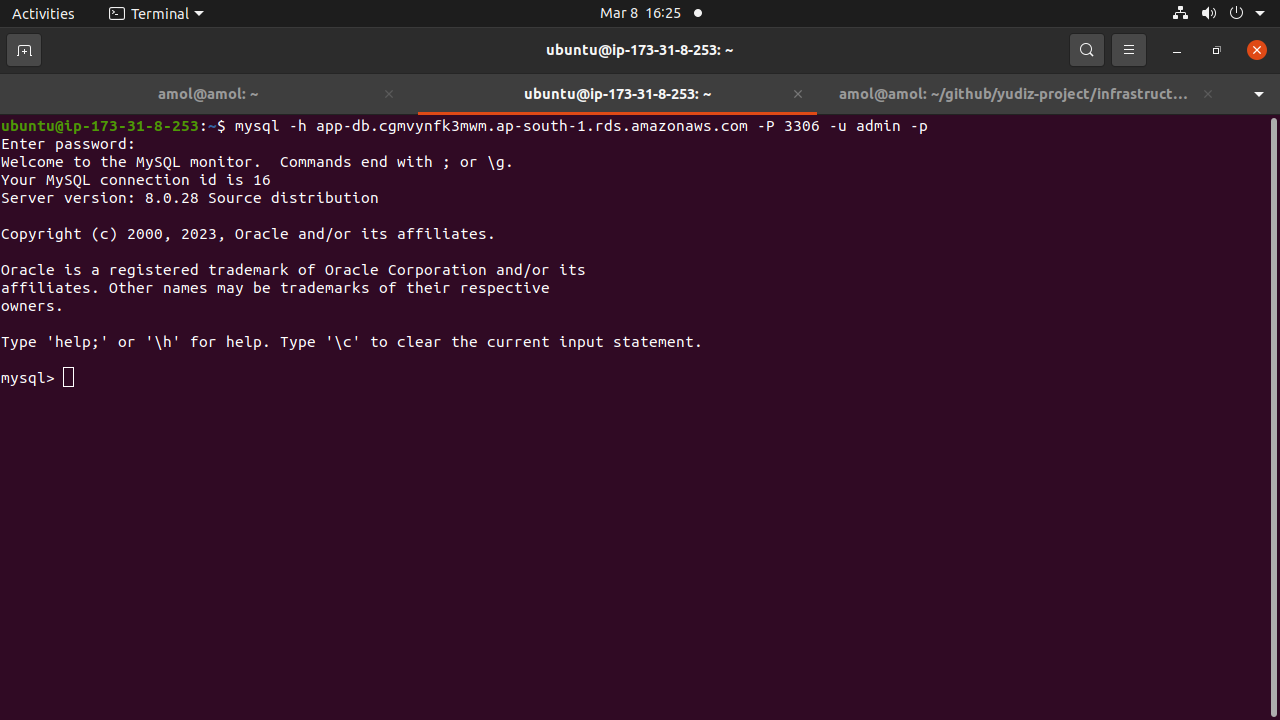 Activities
Terminal
Mar 8 16:25
ubuntu@ip-173-31-8-253: ~
amol@amol: ~
ubuntu@ip-173-31-8-253: ~
amol@amol: ~/github/yudiz-project/infrastruct...
ubuntu@ip-173-31-8-253:~$ mysql -h app-db.cgmvynfk3mwm.ap-south-1.rds.amazonaws.com -P 3306 -u admin -p
Enter password:
Welcome to the MySQL monitor.  Commands end with ; or \g.
Your MySQL connection id is 16
Server version: 8.0.28 Source distribution
Copyright (c) 2000, 2023, Oracle and/or its affiliates.
Oracle is a registered trademark of Oracle Corporation and/or its
affiliates. Other names may be trademarks of their respective
owners.
Type 'help;' or '\h' for help. Type '\c' to clear the current input statement.
mysql>